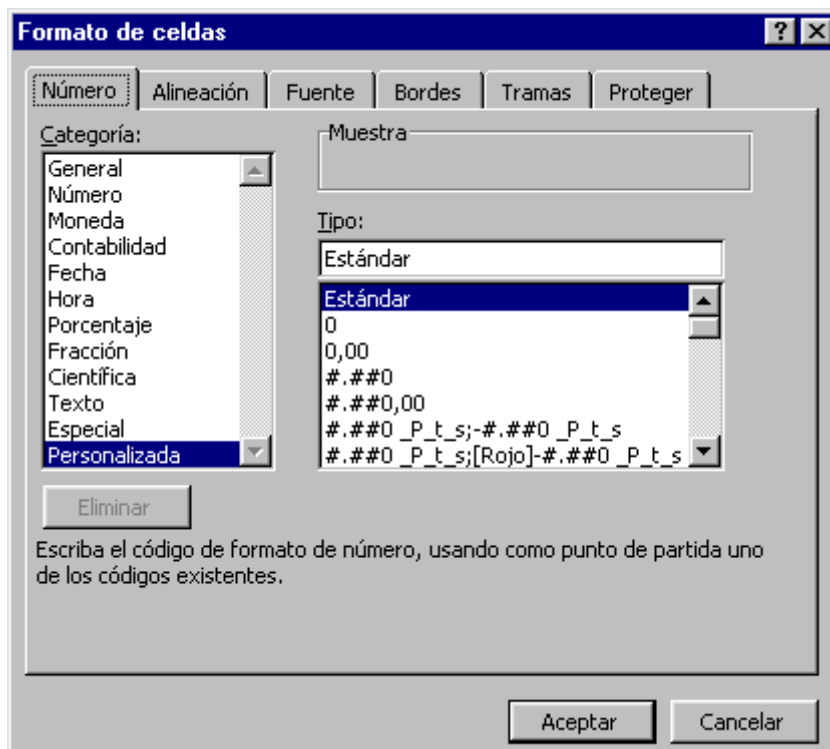 Formato de celdas
Número Alineación Fuente Bordes Tramas Proteger
Categoría:
General
Número
Moneda
Contabilidad
Fecha
Hora
Porcentaje
Fracción
Científica
Texto
Especial
Personalizada
Muestra
Tipo:
Estándar
Estándar
0
0,00
#.##0
#.##0,00
#.##0 _P_t_s;-#.##0 _P_t_s
#.##0 _P_t_s;[Rojo]-#.##0 _P_t_s
Eliminar
Escriba el código de formato de número, usando como punto de partida uno
de los códigos existentes.
Aceptar Cancelar